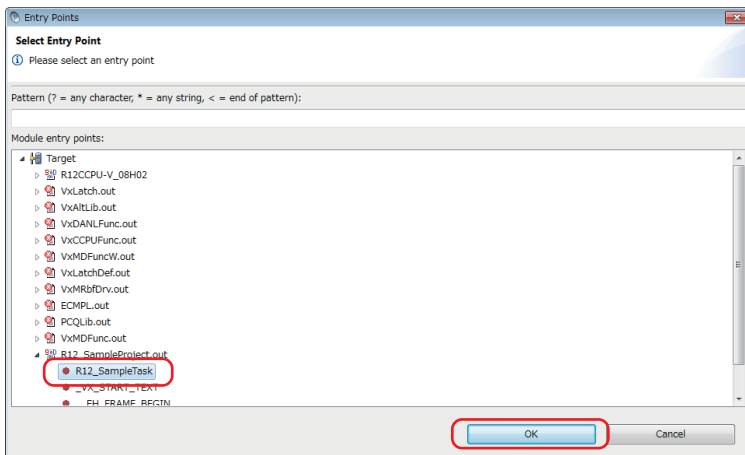 Entry Points
Select Entry Point
Please select an entry point
Pattern (? = any character, * = any string, < = end of pattern):
Module entry points:
Target
R12CCPU-V_08H02
VxLatch.out
VxAltLib.out
VxDANLFunc.out
VxCCPUFunc.out
VxMDFuncW.out
VxLatchDef.out
VxMRbfDrv.out
ECMPL.out
PCQLib.out
VxMDFunc.out
R12_SampleProject.out
R12_SampleTask
_VX_START_TEXT
__EH_FRAME_BEGIN
OK Cancel